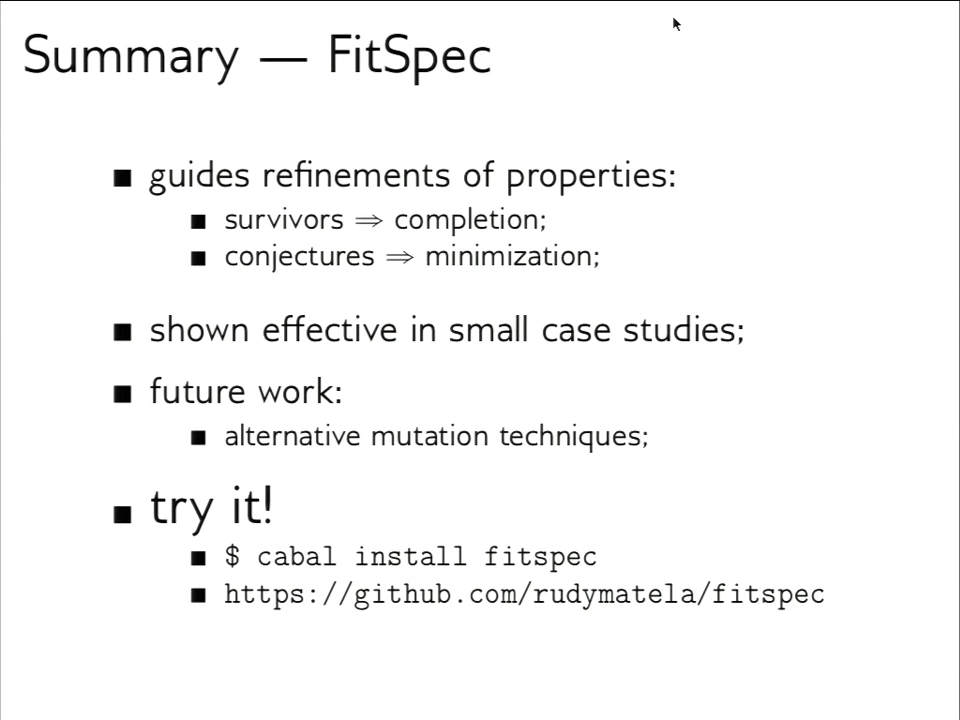 Summary — FitSpec
■ guides refinements of properties:
■ survivors ⇒ completion;
■ conjectures ⇒ minimization;
■ shown effective in small case studies;
■ future work:
■ alternative mutation techniques;
■ try it!
■ $ cabal install fitspec
■ https://github.com/rudymatela/fitspec